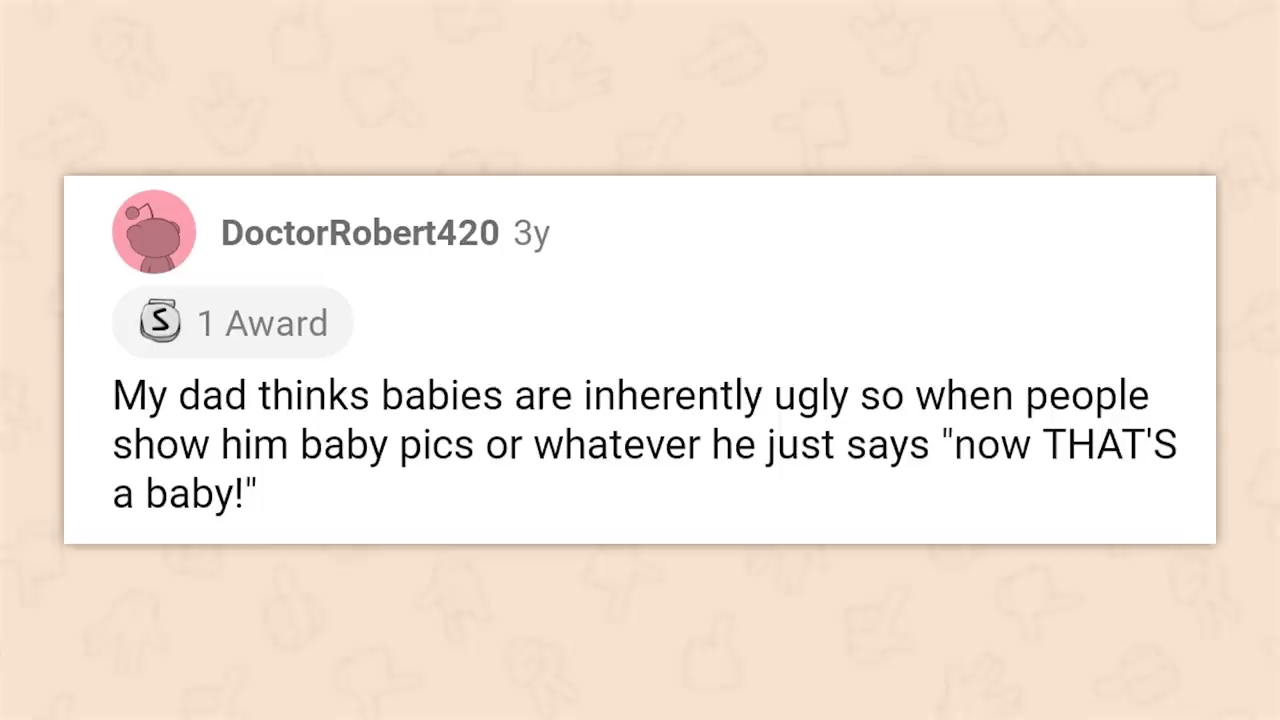 DoctorRobert420 3y
S 1 Award
My dad thinks babies are inherently ugly so when people
show him baby pics or whatever he just says "now THAT'S
a baby!"